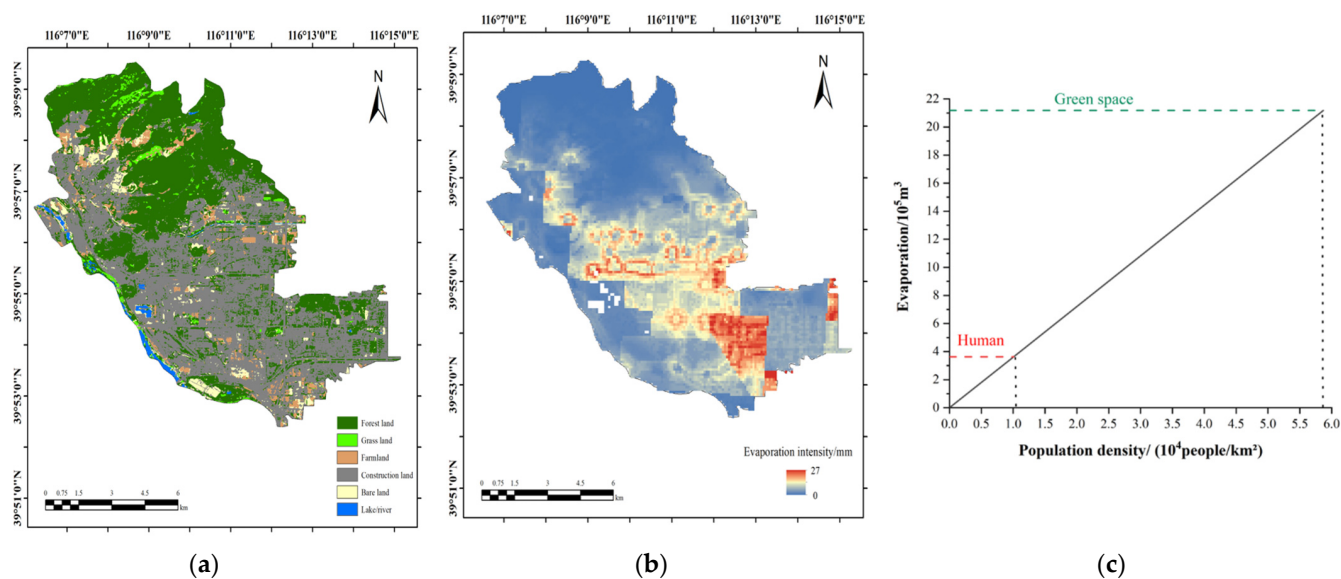 116°7'0"E 116°9'0"E 116°11'0"E 116°13'0"E 116°15'0"E
39°59'0"N
39°57'0"N
39°55'0"N
39°53'0"N
39°51'0"N
N
Forest land
Grass land
Farmland
Construction land
Bare land
Lake/river
0 0.75 1.5 3 4.5 6
km
(a)
116°7'0"E 116°9'0"E 116°11'0"E 116°13'0"E 116°15'0"E
39°59'0"N
39°57'0"N
39°55'0"N
39°53'0"N
39°51'0"N
N
Evaporation intensity/mm
27
0
0 0.75 1.5 3 4.5 6
km
(b)
Green space
Human
Evaporation/10⁵m³
22
20
18
16
14
12
10
8
6
4
2
0
0.0 0.5 1.0 1.5 2.0 2.5 3.0 3.5 4.0 4.5 5.0 5.5 6.0
Population density/ (10⁴people/km²)
(c)